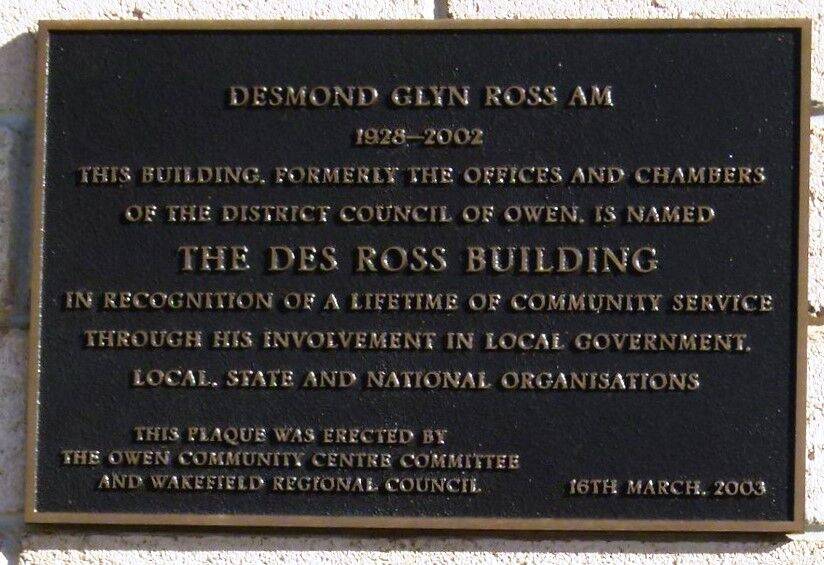 DESMOND GLYN ROSS AM
1928–2002
THIS BUILDING, FORMERLY THE OFFICES AND CHAMBERS
OF THE DISTRICT COUNCIL OF OWEN, IS NAMED
THE DES ROSS BUILDING
IN RECOGNITION OF A LIFETIME OF COMMUNITY SERVICE
THROUGH HIS INVOLVEMENT IN LOCAL GOVERNMENT,
LOCAL, STATE AND NATIONAL ORGANISATIONS
THIS PLAQUE WAS ERECTED BY
THE OWEN COMMUNITY CENTRE COMMITTEE
AND WAKEFIELD REGIONAL COUNCIL
16TH MARCH, 2003